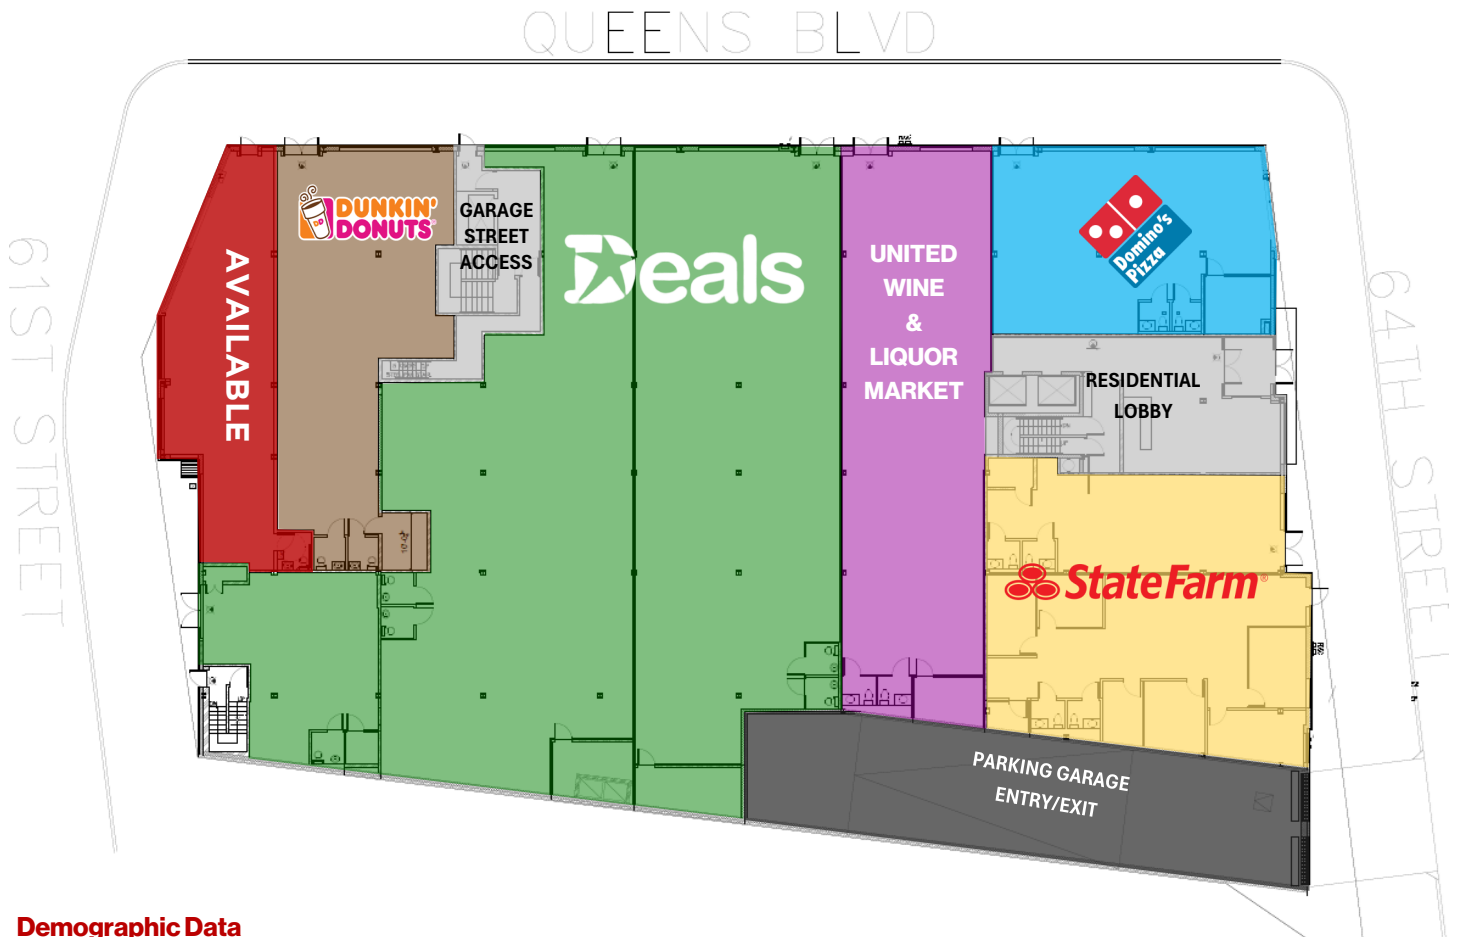 QUEENS BLVD
61ST STREET
64TH STREET
AVAILABLE
DUNKIN'
DONUTS
GARAGE
STREET
ACCESS
Deals
UNITED
WINE
&
LIQUOR
MARKET
Domino's
Pizza
RESIDENTIAL
LOBBY
StateFarm®
PARKING GARAGE
ENTRY/EXIT
Demographic Data